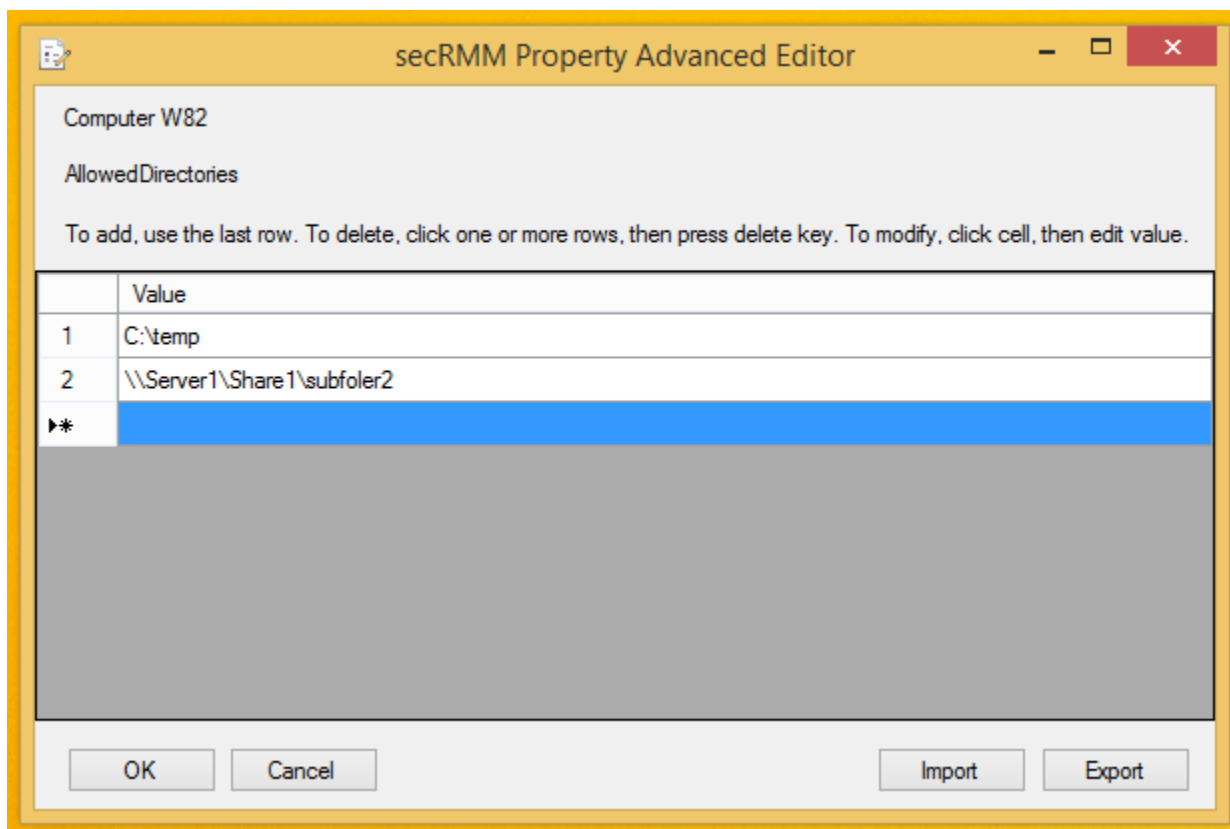 secRMM Property Advanced Editor
Computer W82
AllowedDirectories
To add, use the last row. To delete, click one or more rows, then press delete key. To modify, click cell, then edit value.
Value
1 C:\temp
2 \\Server1\Share1\subfoler2
OK Cancel Import Export